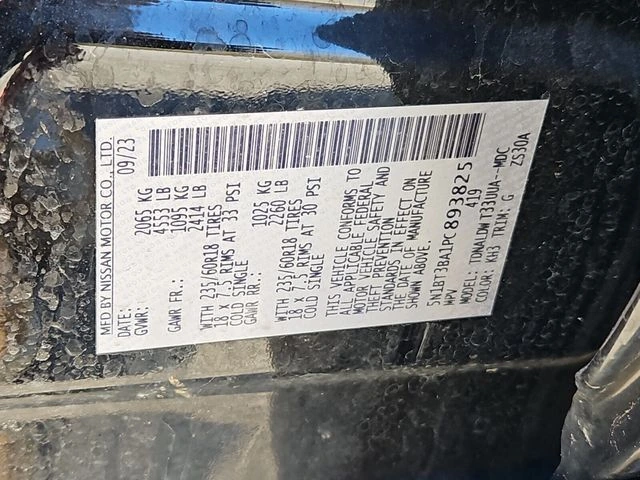 MFD BY NISSAN MOTOR CO., LTD.
DATE: 09/23
GVWR: 2065 KG
4553 LB
GAWR FR.: 1095 KG
2414 LB
WITH 235/60R18 TIRES
18 X 7.5 RIMS AT 33 PSI
COLD SINGLE
GAWR RR.: 1025 KG
2260 LB
WITH 235/60R18 TIRES
18 X 7.5 RIMS AT 30 PSI
COLD SINGLE
THIS VEHICLE CONFORMS TO
ALL APPLICABLE FEDERAL
MOTOR VEHICLE SAFETY AND
THEFT PREVENTION
STANDARDS IN EFFECT ON
THE DATE OF MANUFACTURE
SHOWN ABOVE.
5N1BT3BA1PC893825
MPV 419
MODEL: TDMALDW T33UUA--MDC
COLOR: KH3 TRIM: G ZS30A